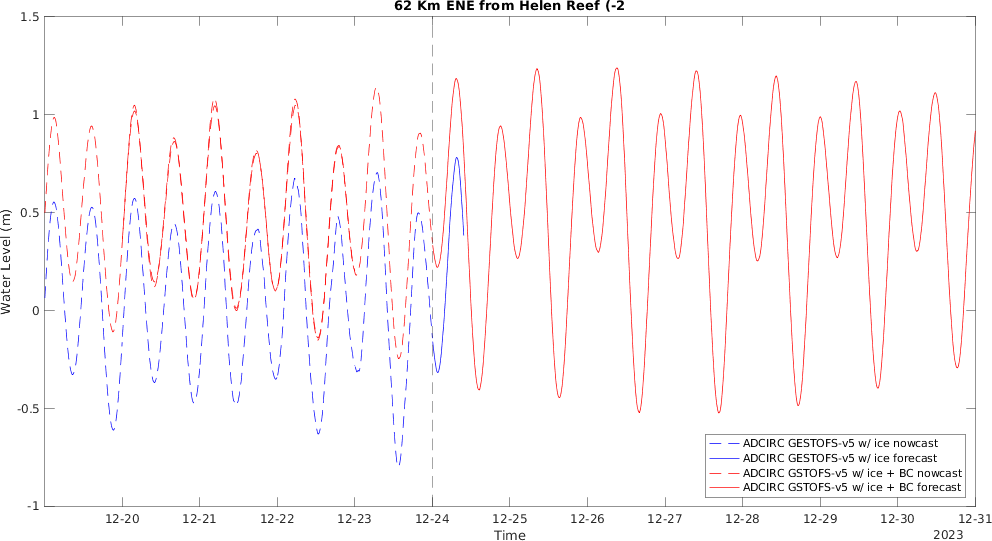 62 Km ENE from Helen Reef (-2
Water Level (m)
1.5
1
0.5
0
-0.5
-1
ADCIRC GESTOFS-v5 w/ ice nowcast
ADCIRC GESTOFS-v5 w/ ice forecast
ADCIRC GSTOFS-v5 w/ ice + BC nowcast
ADCIRC GSTOFS-v5 w/ ice + BC forecast
12-20 12-21 12-22 12-23 12-24 12-25 12-26 12-27 12-28 12-29 12-30 12-31
Time
2023